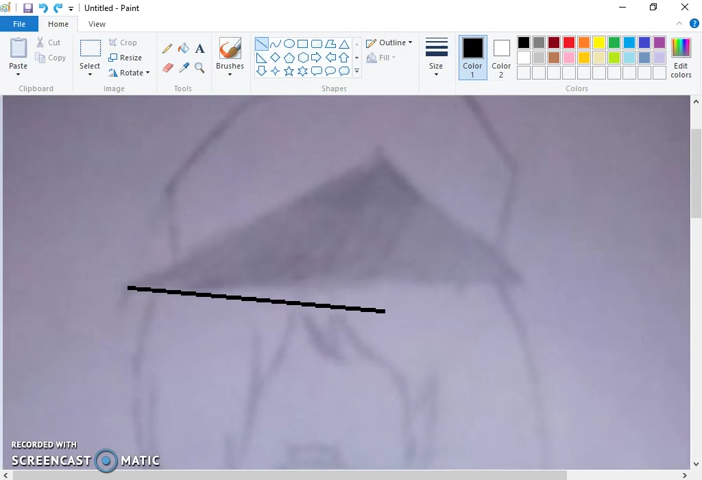 Untitled - Paint
File
Home
View
Paste
Cut
Copy
Clipboard
Select
Crop
Resize
Rotate
Image
A
Tools
Brushes
Shapes
Outline
Fill
Size
Color
1
Color
2
Colors
Edit
colors
RECORDED WITH
SCREENCAST MATIC